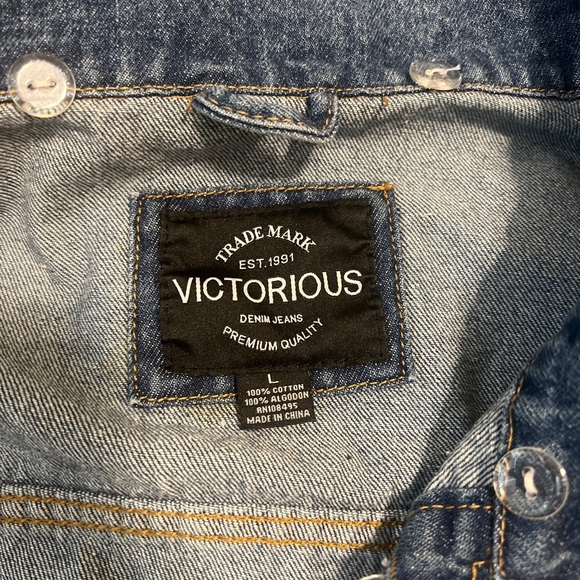 TRADE MARK
EST.1991
VICTORIOUS
DENIM JEANS
PREMIUM QUALITY
L
100% COTTON
100% ALGODON
RN108495
MADE IN CHINA